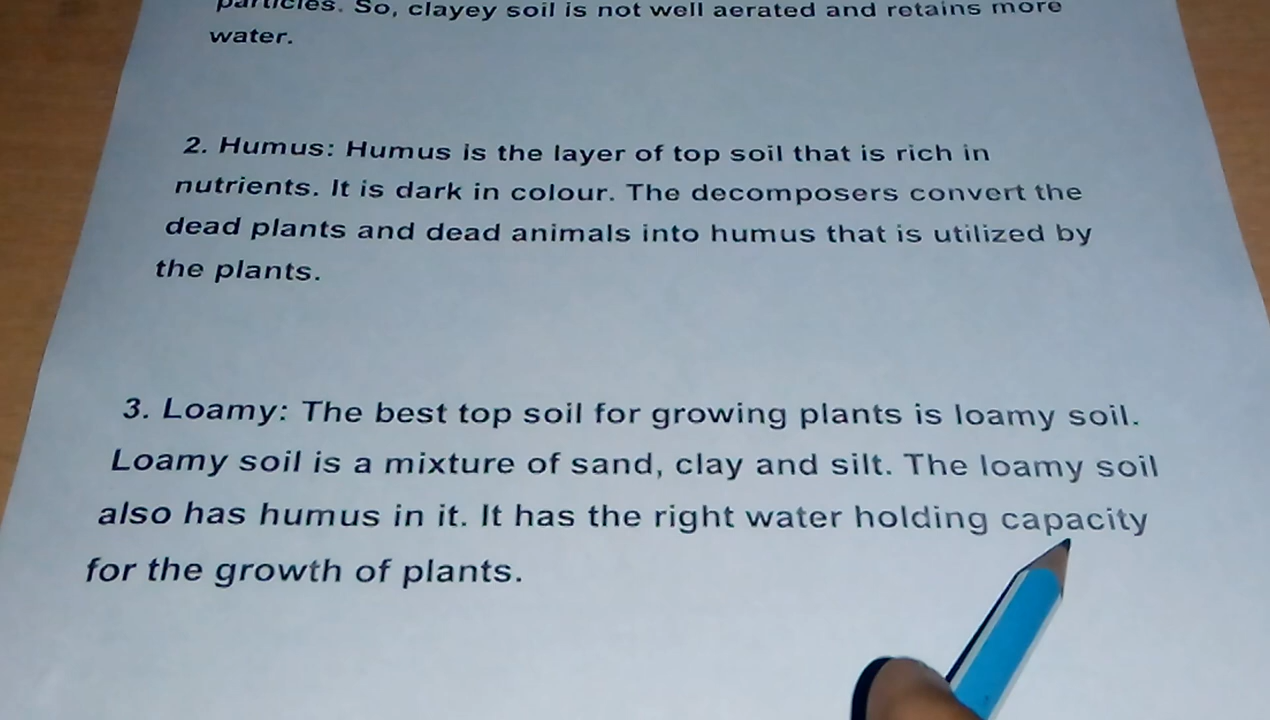 particles. So, clayey soil is not well aerated and retains more
water.
2. Humus: Humus is the layer of top soil that is rich in
nutrients. It is dark in colour. The decomposers convert the
dead plants and dead animals into humus that is utilized by
the plants.
3. Loamy: The best top soil for growing plants is loamy soil.
Loamy soil is a mixture of sand, clay and silt. The loamy soil
also has humus in it. It has the right water holding capacity
for the growth of plants.